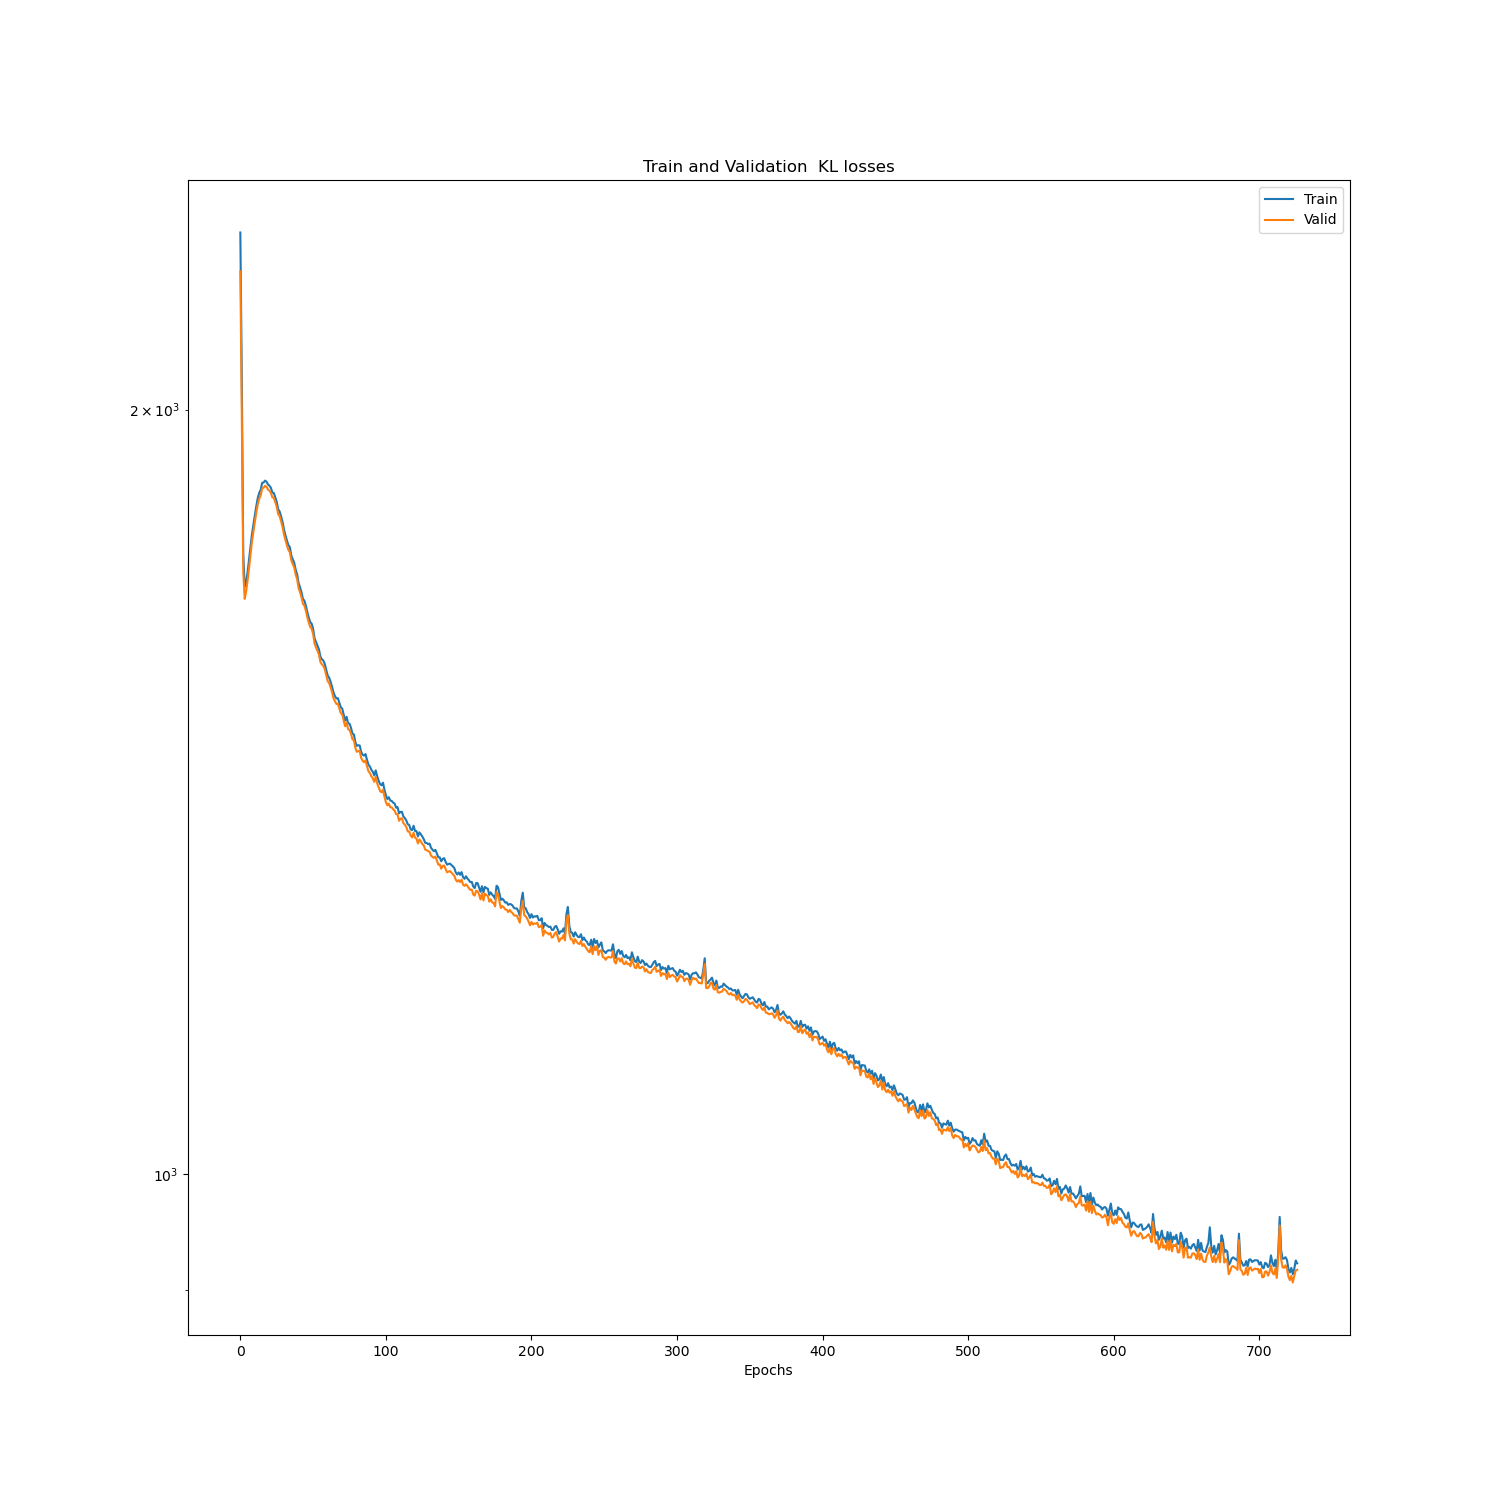 Train and Validation  KL losses
Train
Valid
2 × 10³
10³
0 100 200 300 400 500 600 700
Epochs